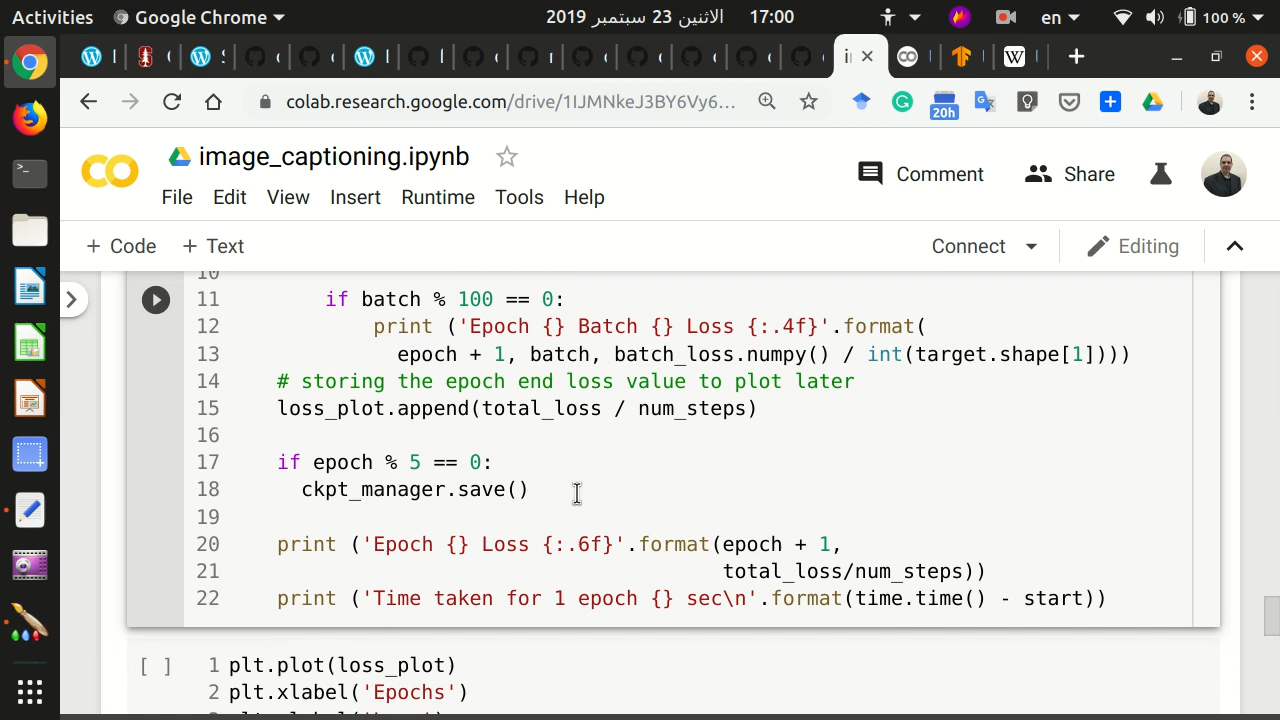 Activities Google Chrome ▾ 2019 الاثنين 23 سبتمبر 17:00 en ▾ 100 % ▾
colab.research.google.com/drive/1IJMNkeJ3BY6Vy6...
20h
image_captioning.ipynb
Comment Share
File Edit View Insert Runtime Tools Help
+ Code + Text Connect Editing
10
11 if batch % 100 == 0:
12 print ('Epoch {} Batch {} Loss {:.4f}'.format(
13 epoch + 1, batch, batch_loss.numpy() / int(target.shape[1])))
14 # storing the epoch end loss value to plot later
15 loss_plot.append(total_loss / num_steps)
16
17 if epoch % 5 == 0:
18 ckpt_manager.save()
19
20 print ('Epoch {} Loss {:.6f}'.format(epoch + 1,
21 total_loss/num_steps))
22 print ('Time taken for 1 epoch {} sec\n'.format(time.time() - start))
[ ] 1 plt.plot(loss_plot)
2 plt.xlabel('Epochs')